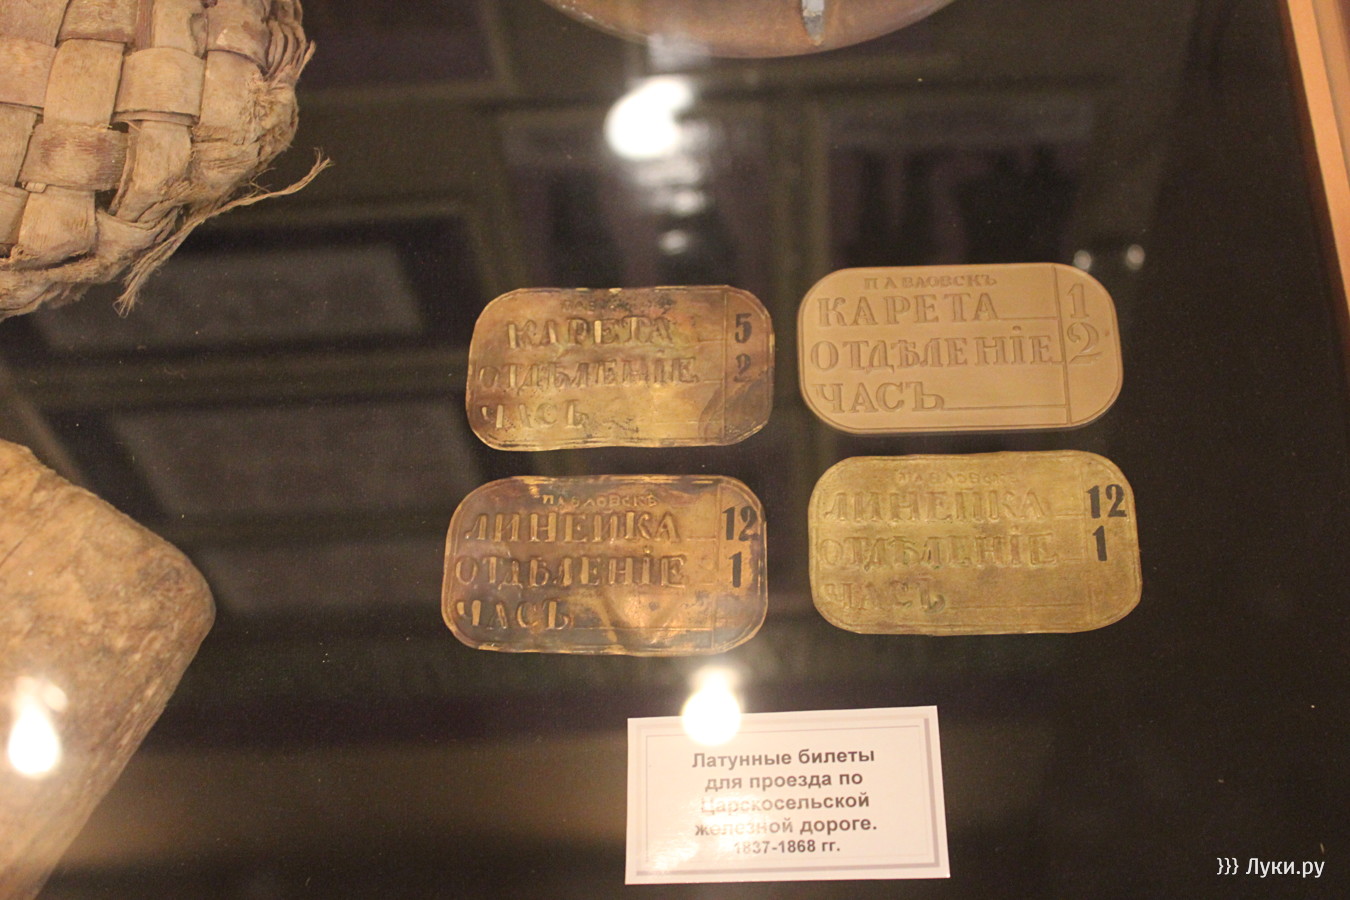 ПАВЛОВСКЪ
КАРЕТА 5
ОТДѢЛЕНІЕ 2
ЧАСЪ
ПАВЛОВСКЪ
КАРЕТА 1
ОТДѢЛЕНІЕ 2
ЧАСЪ
ПАВЛОВСКЪ
ЛИНЕЙКА 12
ОТДѢЛЕНІЕ 1
ЧАСЪ
ПАВЛОВСКЪ
ЛИНЕЙКА 12
ОТДѢЛЕНІЕ 1
ЧАСЪ
Латунные билеты
для проезда по
Царскосельской
железной дороге.
1837-1868 гг.
}}} Луки.ру